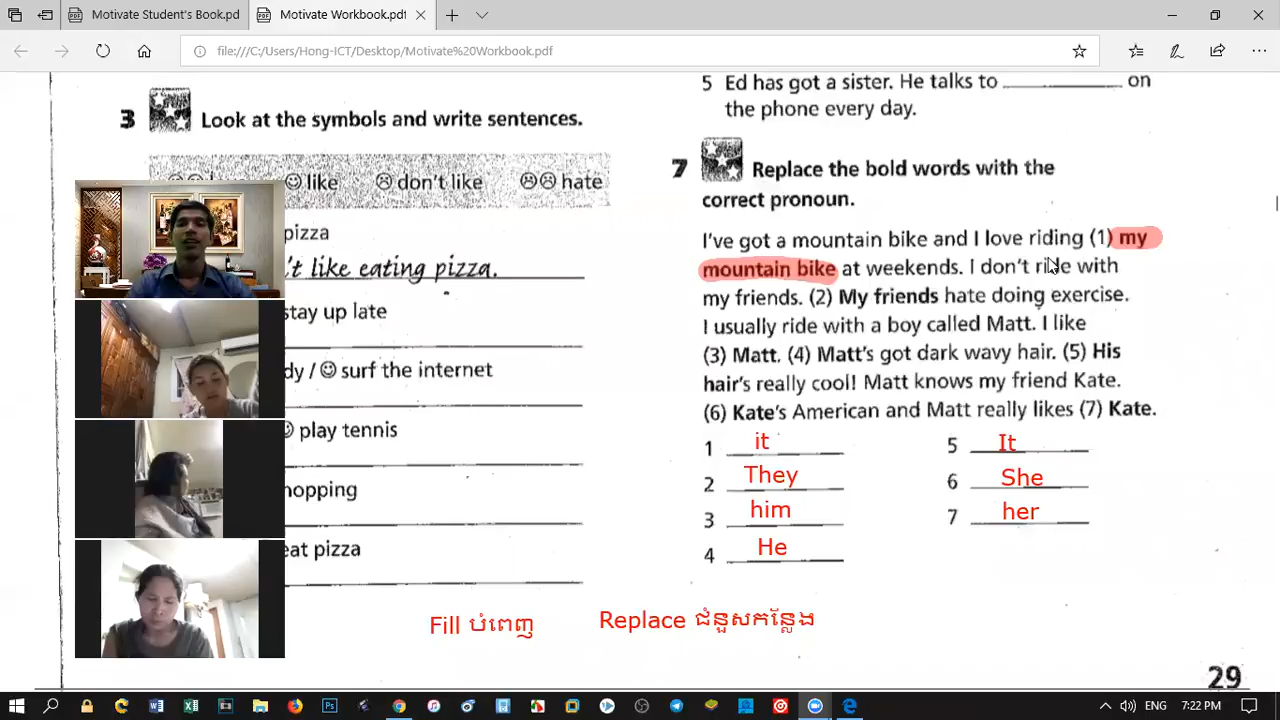 Motivate Student's Book.pdf
Motivate Workbook.pdf
file:///C:/Users/Hong-ICT/Desktop/Motivate%20Workbook.pdf
3 Look at the symbols and write sentences.
like don't like hate
pizza
't like eating pizza.
stay up late
dy / surf the internet
play tennis
hopping
eat pizza
5 Ed has got a sister. He talks to ____________ on
the phone every day.
7 Replace the bold words with the
correct pronoun.
I've got a mountain bike and I love riding (1) my
mountain bike at weekends. I don't ride with
my friends. (2) My friends hate doing exercise.
I usually ride with a boy called Matt. I like
(3) Matt. (4) Matt's got dark wavy hair. (5) His
hair's really cool! Matt knows my friend Kate.
(6) Kate's American and Matt really likes (7) Kate.
1 it
2 They
3 him
4 He
5 It
6 She
7 her
Fill បំពេញ
Replace ជំនួសកន្លែង
29
ENG 7:22 PM